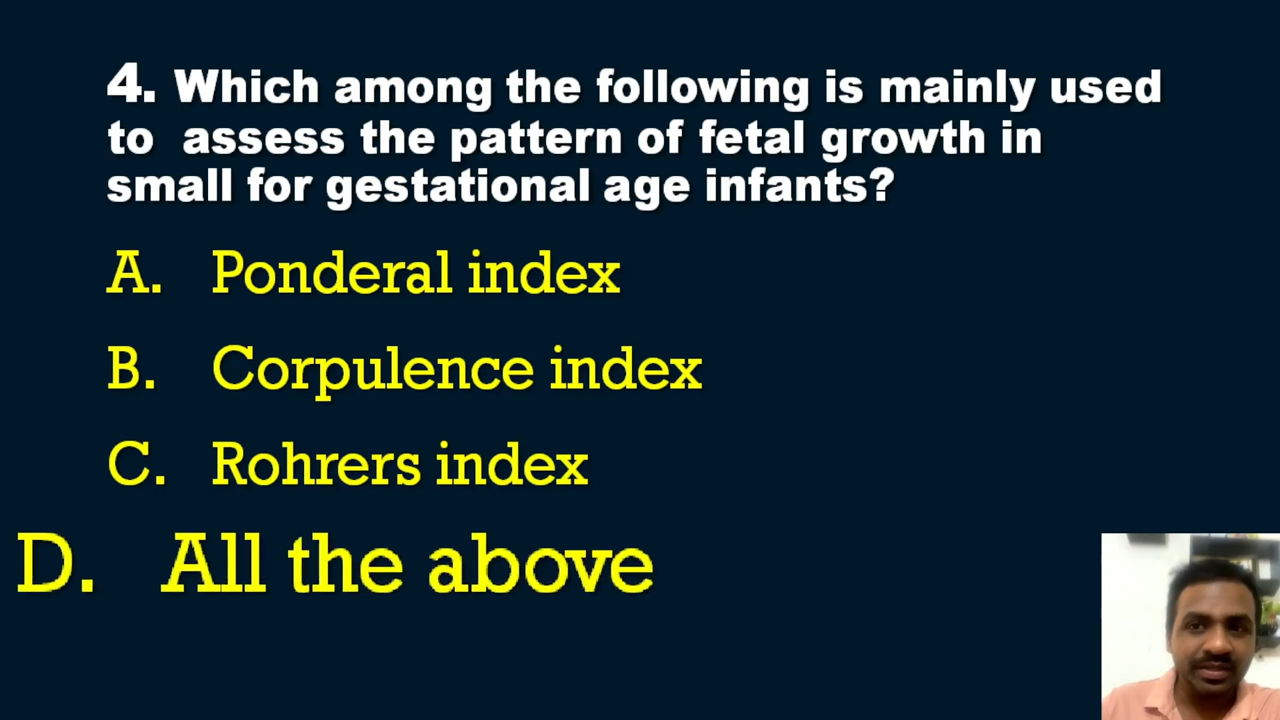 4. Which among the following is mainly used
to assess the pattern of fetal growth in
small for gestational age infants?
A. Ponderal index
B. Corpulence index
C. Rohrers index
D. All the above